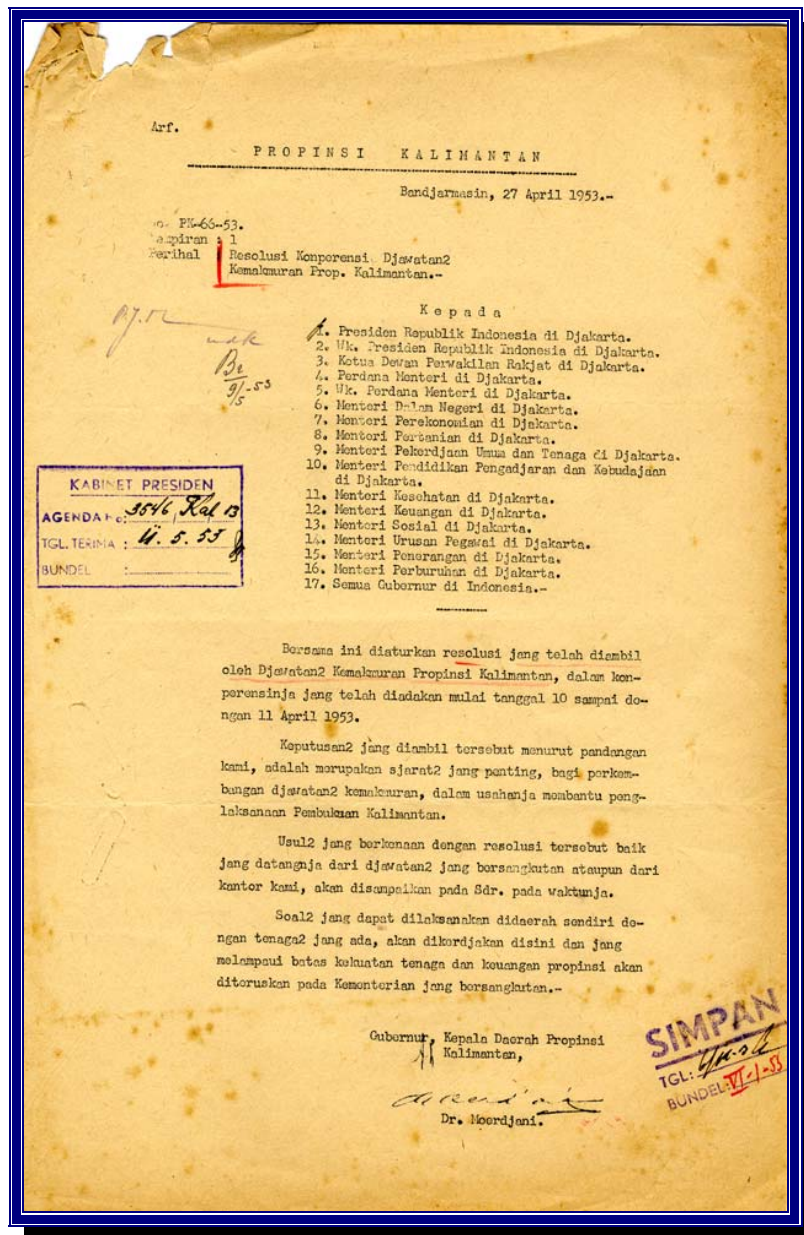 Arf.
PROPINSI KALIMANTAN
Bandjarmasin, 27 April 1953.-
PK-66-53.
Lampiran : 1
Perihal : Resolusi Konperensi Djawatan2
Kemakmuran Prop. Kalimantan.-
Kepada
1. Presiden Republik Indonesia di Djakarta.
2. Wk. Presiden Republik Indonesia di Djakarta.
3. Ketua Dewan Perwakilan Rakjat di Djakarta.
4. Perdana Menteri di Djakarta.
5. Wk. Perdana Menteri di Djakarta.
6. Menteri Dalam Negeri di Djakarta.
7. Menteri Perekonomian di Djakarta.
8. Menteri Pertanian di Djakarta.
9. Menteri Pekerdjaan Umum dan Tenaga di Djakarta.
10. Menteri Pendidikan Pengadjaran dan Kebudajaan
di Djakarta.
11. Menteri Kesehatan di Djakarta.
12. Menteri Keuangan di Djakarta.
13. Menteri Sosial di Djakarta.
14. Menteri Urusan Pegawai di Djakarta.
15. Menteri Penerangan di Djakarta.
16. Menteri Perburuhan di Djakarta.
17. Semua Gubernur di Indonesia.-
9/5-53
KABINET PRESIDEN
AGENDA No: 3546, Kal 13
TGL. TERIMA : 11. 5. 53
BUNDEL :
Bersama ini diaturkan resolusi jang telah diambil
oleh Djawatan2 Kemakmuran Propinsi Kalimantan, dalam kon-
perensinja jang telah diadakan mulai tanggal 10 sampai de-
ngan 11 April 1953.
Keputusan2 jang diambil tersebut menurut pandangan
kami, adalah merupakan sjarat2 jang penting, bagi perkem-
bangan djawatan2 kemakmuran, dalam usahanja membantu peng-
laksanaan Pembukuan Kalimantan.
Usul2 jang berkenaan dengan resolusi tersebut baik
jang datangnja dari djawatan2 jang bersangkutan ataupun dari
kantor kami, akan disampaikan pada Sdr. pada waktunja.
Soal2 jang dapat dilaksanakan didaerah sendiri de-
ngan tenaga2 jang ada, akan dikerdjakan disini dan jang
melampaui batas kekuatan tenaga dan keuangan propinsi akan
diteruskan pada Kementerian jang bersangkutan.-
Gubernur, Kepala Daerah Propinsi
Kalimantan,
Dr. Moerdjani.
SIMPAN
TGL:
BUNDEL: VI-1-53